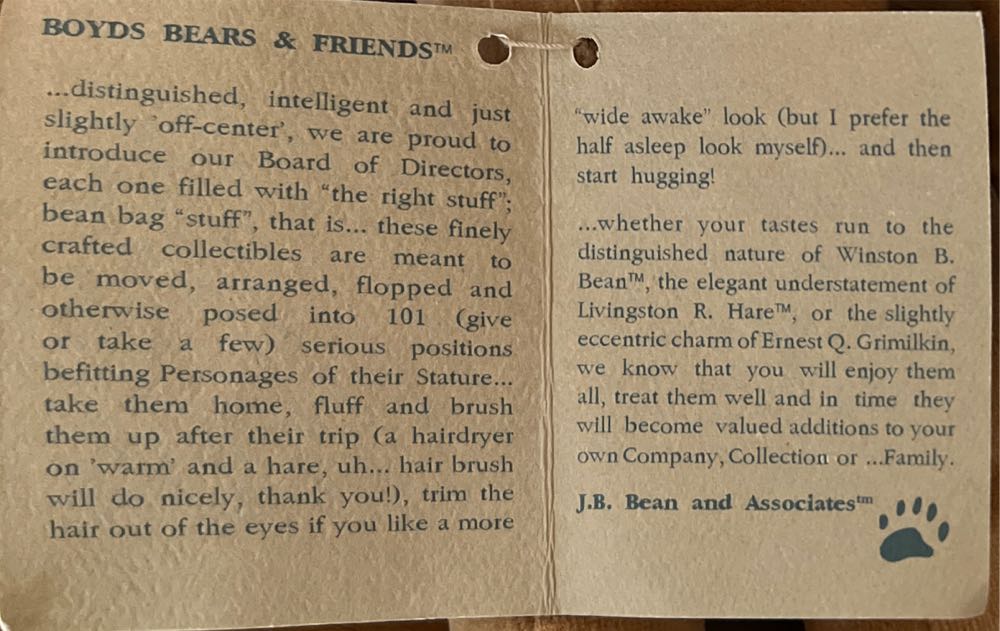 BOYDS BEARS & FRIENDS™
...distinguished, intelligent and just
slightly 'off-center', we are proud to
introduce our Board of Directors,
each one filled with "the right stuff";
bean bag "stuff", that is... these finely
crafted collectibles are meant to
be moved, arranged, flopped and
otherwise posed into 101 (give
or take a few) serious positions
befitting Personages of their Stature...
take them home, fluff and brush
them up after their trip (a hairdryer
on 'warm' and a hare, uh... hair brush
will do nicely, thank you!), trim the
hair out of the eyes if you like a more
"wide awake" look (but I prefer the
half asleep look myself)... and then
start hugging!
...whether your tastes run to the
distinguished nature of Winston B.
Bean™, the elegant understatement of
Livingston R. Hare™, or the slightly
eccentric charm of Ernest Q. Grimilkin,
we know that you will enjoy them
all, treat them well and in time they
will become valued additions to your
own Company, Collection or ...Family.
J.B. Bean and Associates™